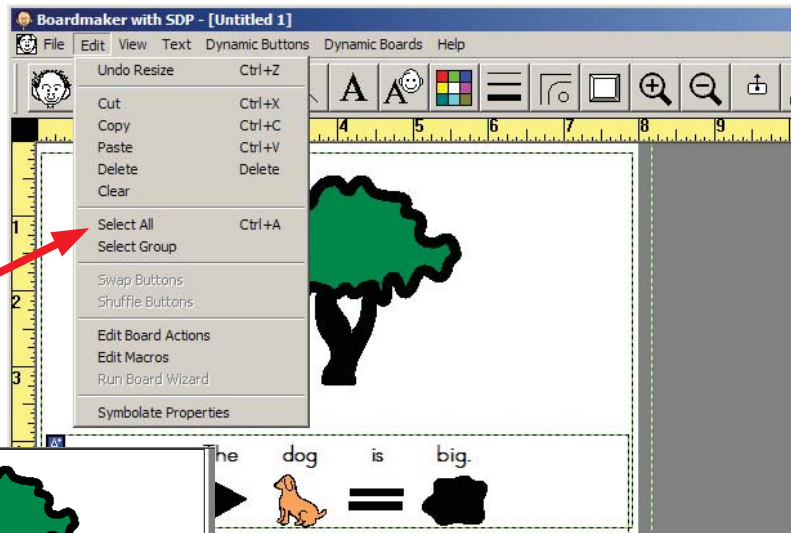 Boardmaker with SDP - [Untitled 1]
File Edit View Text Dynamic Buttons Dynamic Boards Help
A A
Undo Resize Ctrl+Z
Cut Ctrl+X
Copy Ctrl+C
Paste Ctrl+V
Delete Delete
Clear
Select All Ctrl+A
Select Group
Swap Buttons
Shuffle Buttons
Edit Board Actions
Edit Macros
Run Board Wizard
Symbolate Properties
4 5 6 7 8 9
1
2
3
The dog is big.